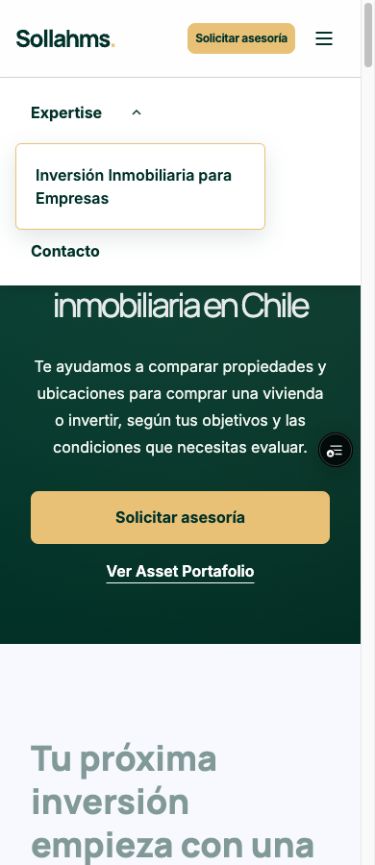 Sollahms.
Solicitar asesoría
Expertise
Inversión Inmobiliaria para
Empresas
Contacto
inmobiliaria en Chile
Te ayudamos a comparar propiedades y
ubicaciones para comprar una vivienda
o invertir, según tus objetivos y las
condiciones que necesitas evaluar.
Solicitar asesoría
Ver Asset Portafolio
Tu próxima
inversión
empieza con una